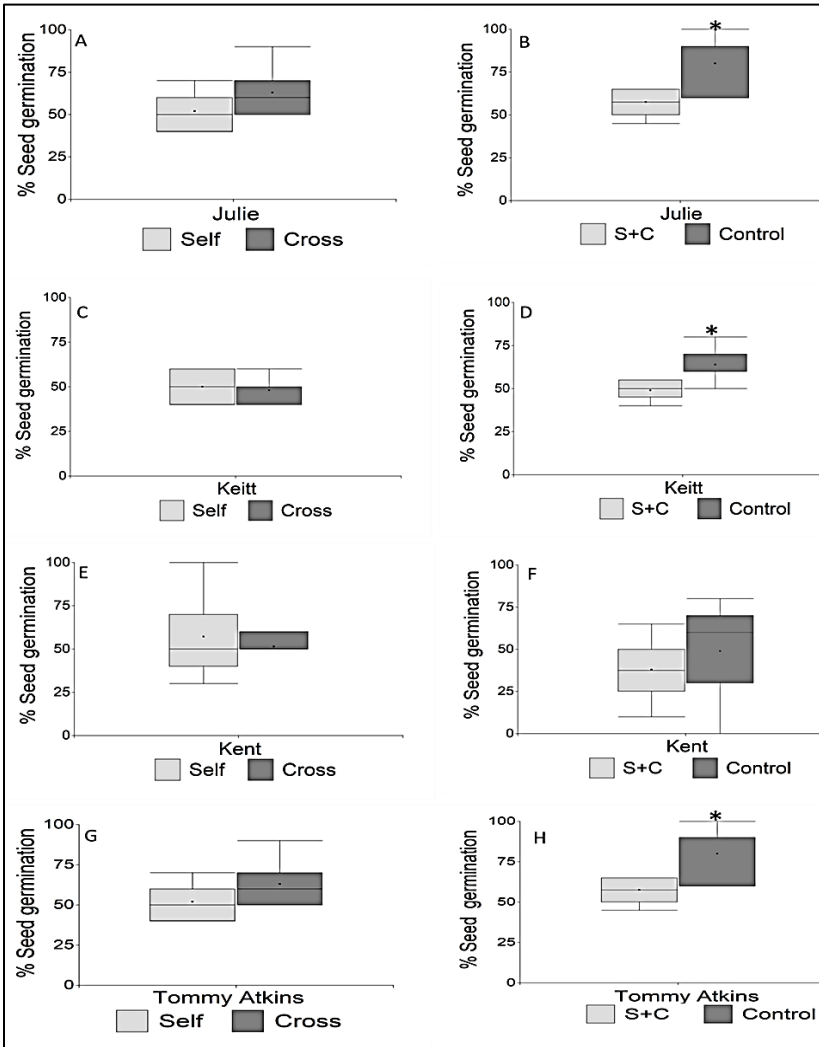 A
% Seed germination
100
75
50
25
0
Julie
Self Cross
B
*
% Seed germination
100
75
50
25
0
Julie
S+C Control
C
% Seed germination
100
75
50
25
0
Keitt
Self Cross
D
*
% Seed germination
100
75
50
25
0
Keitt
S+C Control
E
% Seed germination
100
75
50
25
0
Kent
Self Cross
F
% Seed germination
100
75
50
25
0
Kent
S+C Control
G
% Seed germination
100
75
50
25
0
Tommy Atkins
Self Cross
H
*
% Seed germination
100
75
50
25
0
Tommy Atkins
S+C Control